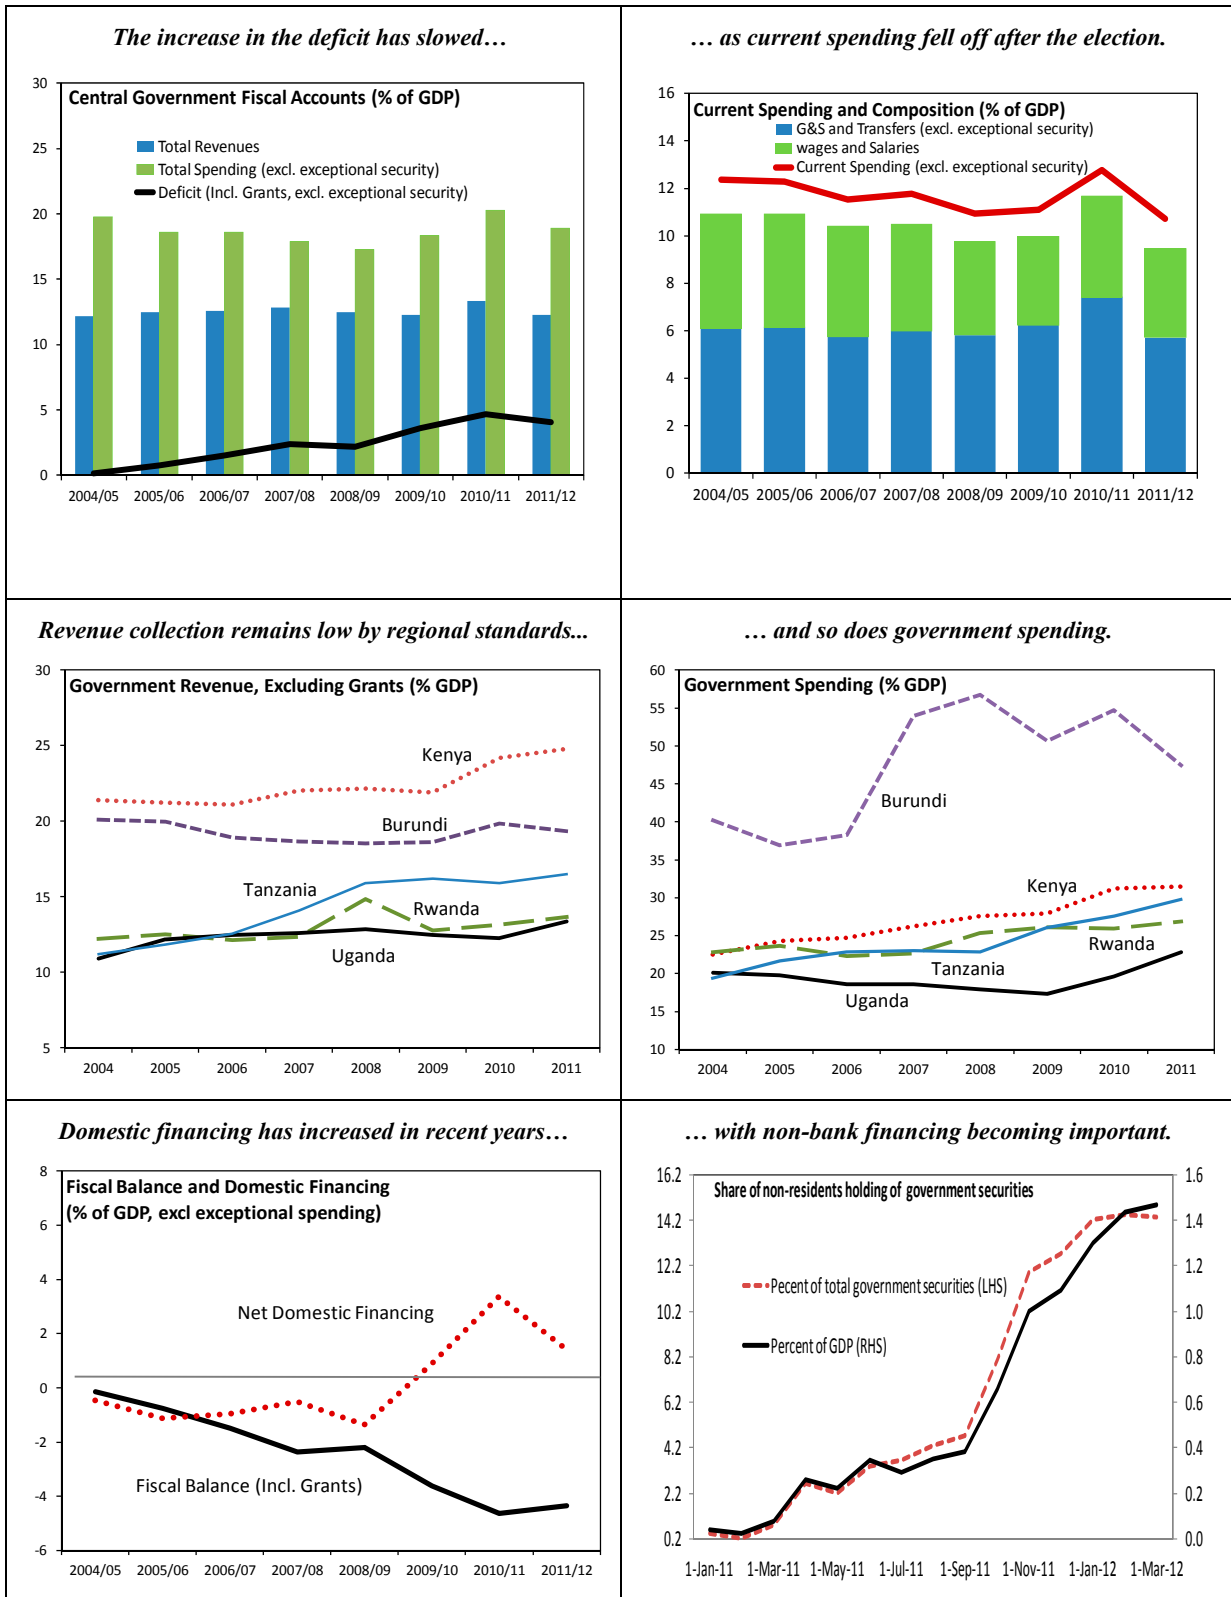 The increase in the deficit has slowed…
30
25
20
15
10
5
0
Central Government Fiscal Accounts (% of GDP)
Total Revenues
Total Spending (excl. exceptional security)
Deficit (Incl. Grants, excl. exceptional security)
2004/05 2005/06 2006/07 2007/08 2008/09 2009/10 2010/11 2011/12
… as current spending fell off after the election.
16
14
12
10
8
6
4
2
0
Current Spending and Composition (% of GDP)
G&S and Transfers (excl. exceptional security)
wages and Salaries
Current Spending (excl. exceptional security)
2004/05 2005/06 2006/07 2007/08 2008/09 2009/10 2010/11 2011/12
Revenue collection remains low by regional standards...
30
25
20
15
10
5
Government Revenue, Excluding Grants (% GDP)
Kenya
Burundi
Tanzania
Rwanda
Uganda
2004 2005 2006 2007 2008 2009 2010 2011
… and so does government spending.
60
55
50
45
40
35
30
25
20
15
10
Government Spending (% GDP)
Burundi
Kenya
Rwanda
Tanzania
Uganda
2004 2005 2006 2007 2008 2009 2010 2011
Domestic financing has increased in recent years…
8
6
4
2
0
-2
-4
-6
Fiscal Balance and Domestic Financing
(% of GDP, excl exceptional spending)
Net Domestic Financing
Fiscal Balance (Incl. Grants)
2004/05 2005/06 2006/07 2007/08 2008/09 2009/10 2010/11 2011/12
… with non-bank financing becoming important.
16.2
14.2
12.2
10.2
8.2
6.2
4.2
2.2
0.2
Share of non-residents holding of government securities
Pecent of total government securities (LHS)
Percent of GDP (RHS)
1.6
1.4
1.2
1.0
0.8
0.6
0.4
0.2
0.0
1-Jan-11 1-Mar-11 1-May-11 1-Jul-11 1-Sep-11 1-Nov-11 1-Jan-12 1-Mar-12